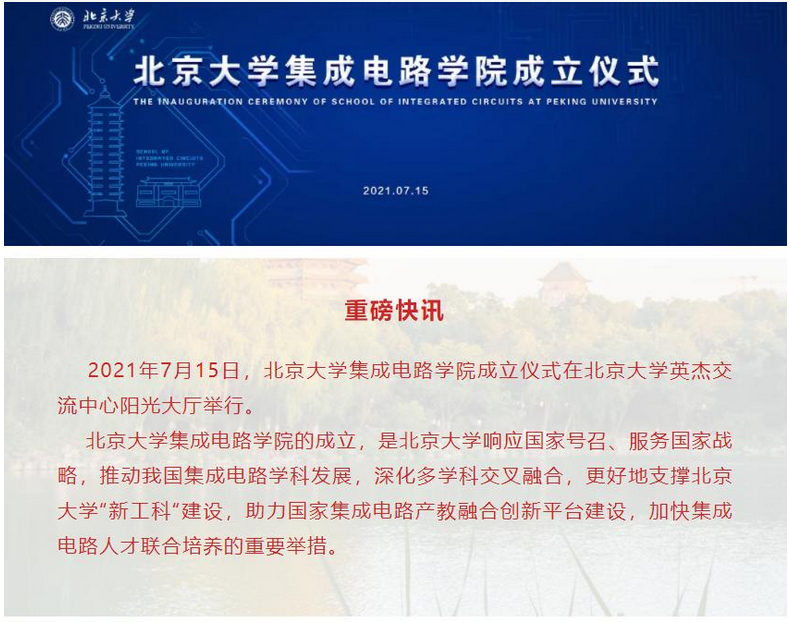 北京大学
PEKING UNIVERSITY
北京大学集成电路学院成立仪式
THE INAUGURATION CEREMONY OF SCHOOL OF INTEGRATED CIRCUITS AT PEKING UNIVERSITY
SCHOOL OF
INTEGRATED CIRCUITS
PEKING UNIVERSITY
2021.07.15
重磅快讯
2021年7月15日，北京大学集成电路学院成立仪式在北京大学英杰交
流中心阳光大厅举行。
北京大学集成电路学院的成立，是北京大学响应国家号召、服务国家战
略，推动我国集成电路学科发展，深化多学科交叉融合，更好地支撑北京
大学“新工科“建设，助力国家集成电路产教融合创新平台建设，加快集成
电路人才联合培养的重要举措。